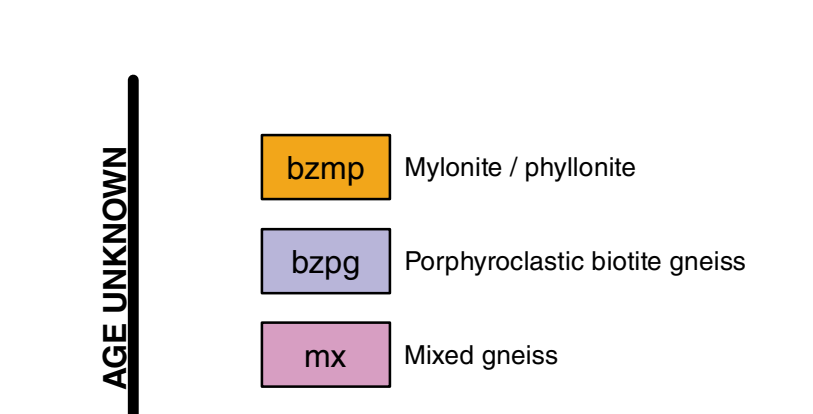 AGE UNKNOWN
bzmp Mylonite / phyllonite
bzpg Porphyroclastic biotite gneiss
mx Mixed gneiss